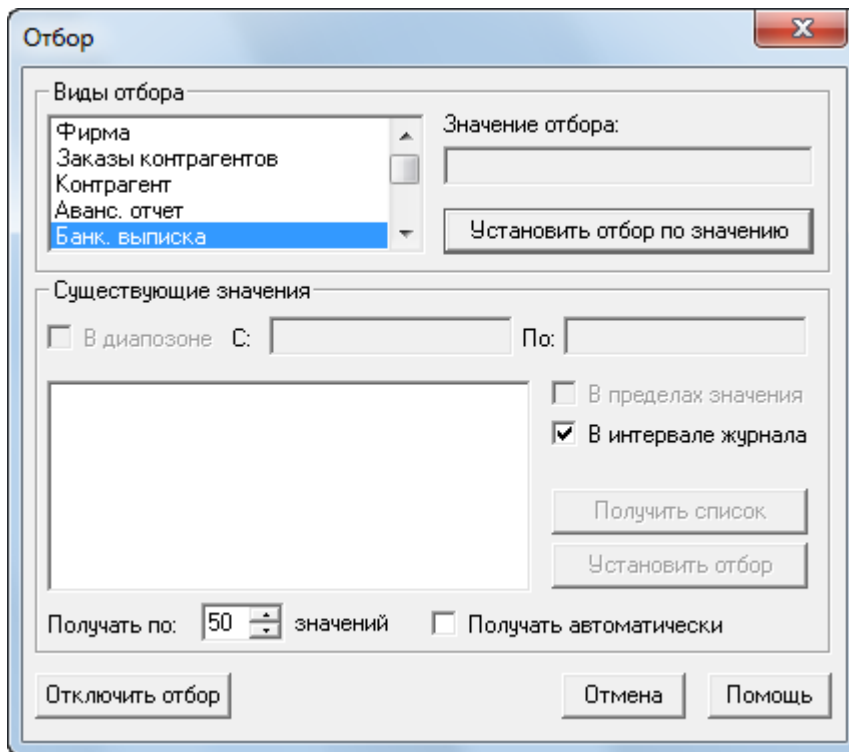 Отбор
Виды отбора
Фирма
Заказы контрагентов
Контрагент
Аванс. отчет
Банк. выписка
Значение отбора:
Установить отбор по значению
Существующие значения
В диапозоне С: По:
В пределах значения
В интервале журнала
Получить список
Установить отбор
Получать по: 50 значений Получать автоматически
Отключить отбор Отмена Помощь